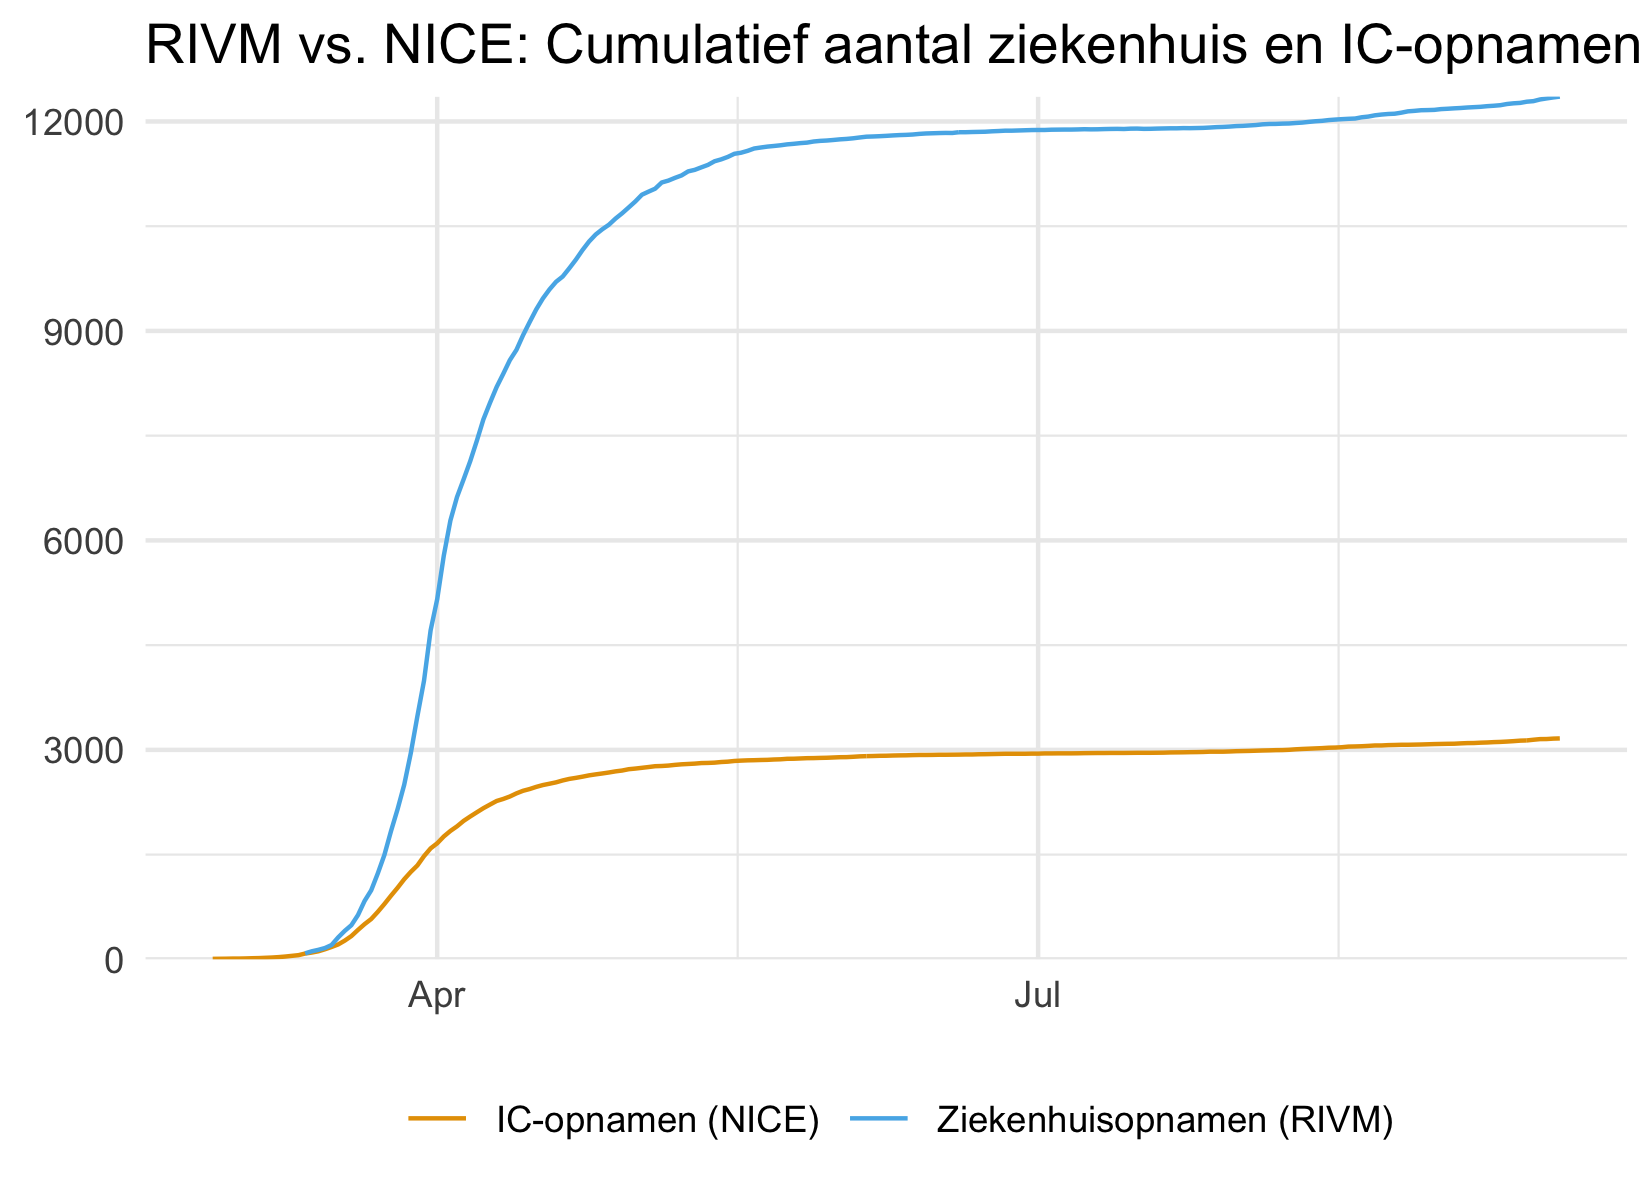 RIVM vs. NICE: Cumulatief aantal ziekenhuis en IC-opnamen
12000
9000
6000
3000
0
Apr Jul
IC-opnamen (NICE) Ziekenhuisopnamen (RIVM)